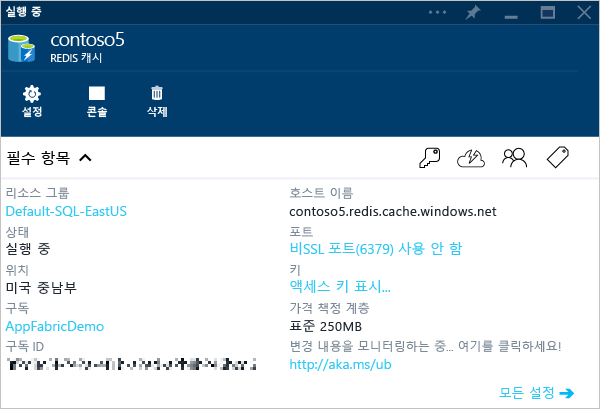 실행 중
contoso5
REDIS 캐시
설정 콘솔 삭제
필수 항목
리소스 그룹
Default-SQL-EastUS
상태
실행 중
위치
미국 중남부
구독
AppFabricDemo
구독 ID
호스트 이름
contoso5.redis.cache.windows.net
포트
비SSL 포트(6379) 사용 안 함
키
액세스 키 표시...
가격 책정 계층
표준 250MB
변경 내용을 모니터링하는 중... 여기를 클릭하세요!
http://aka.ms/ub
모든 설정